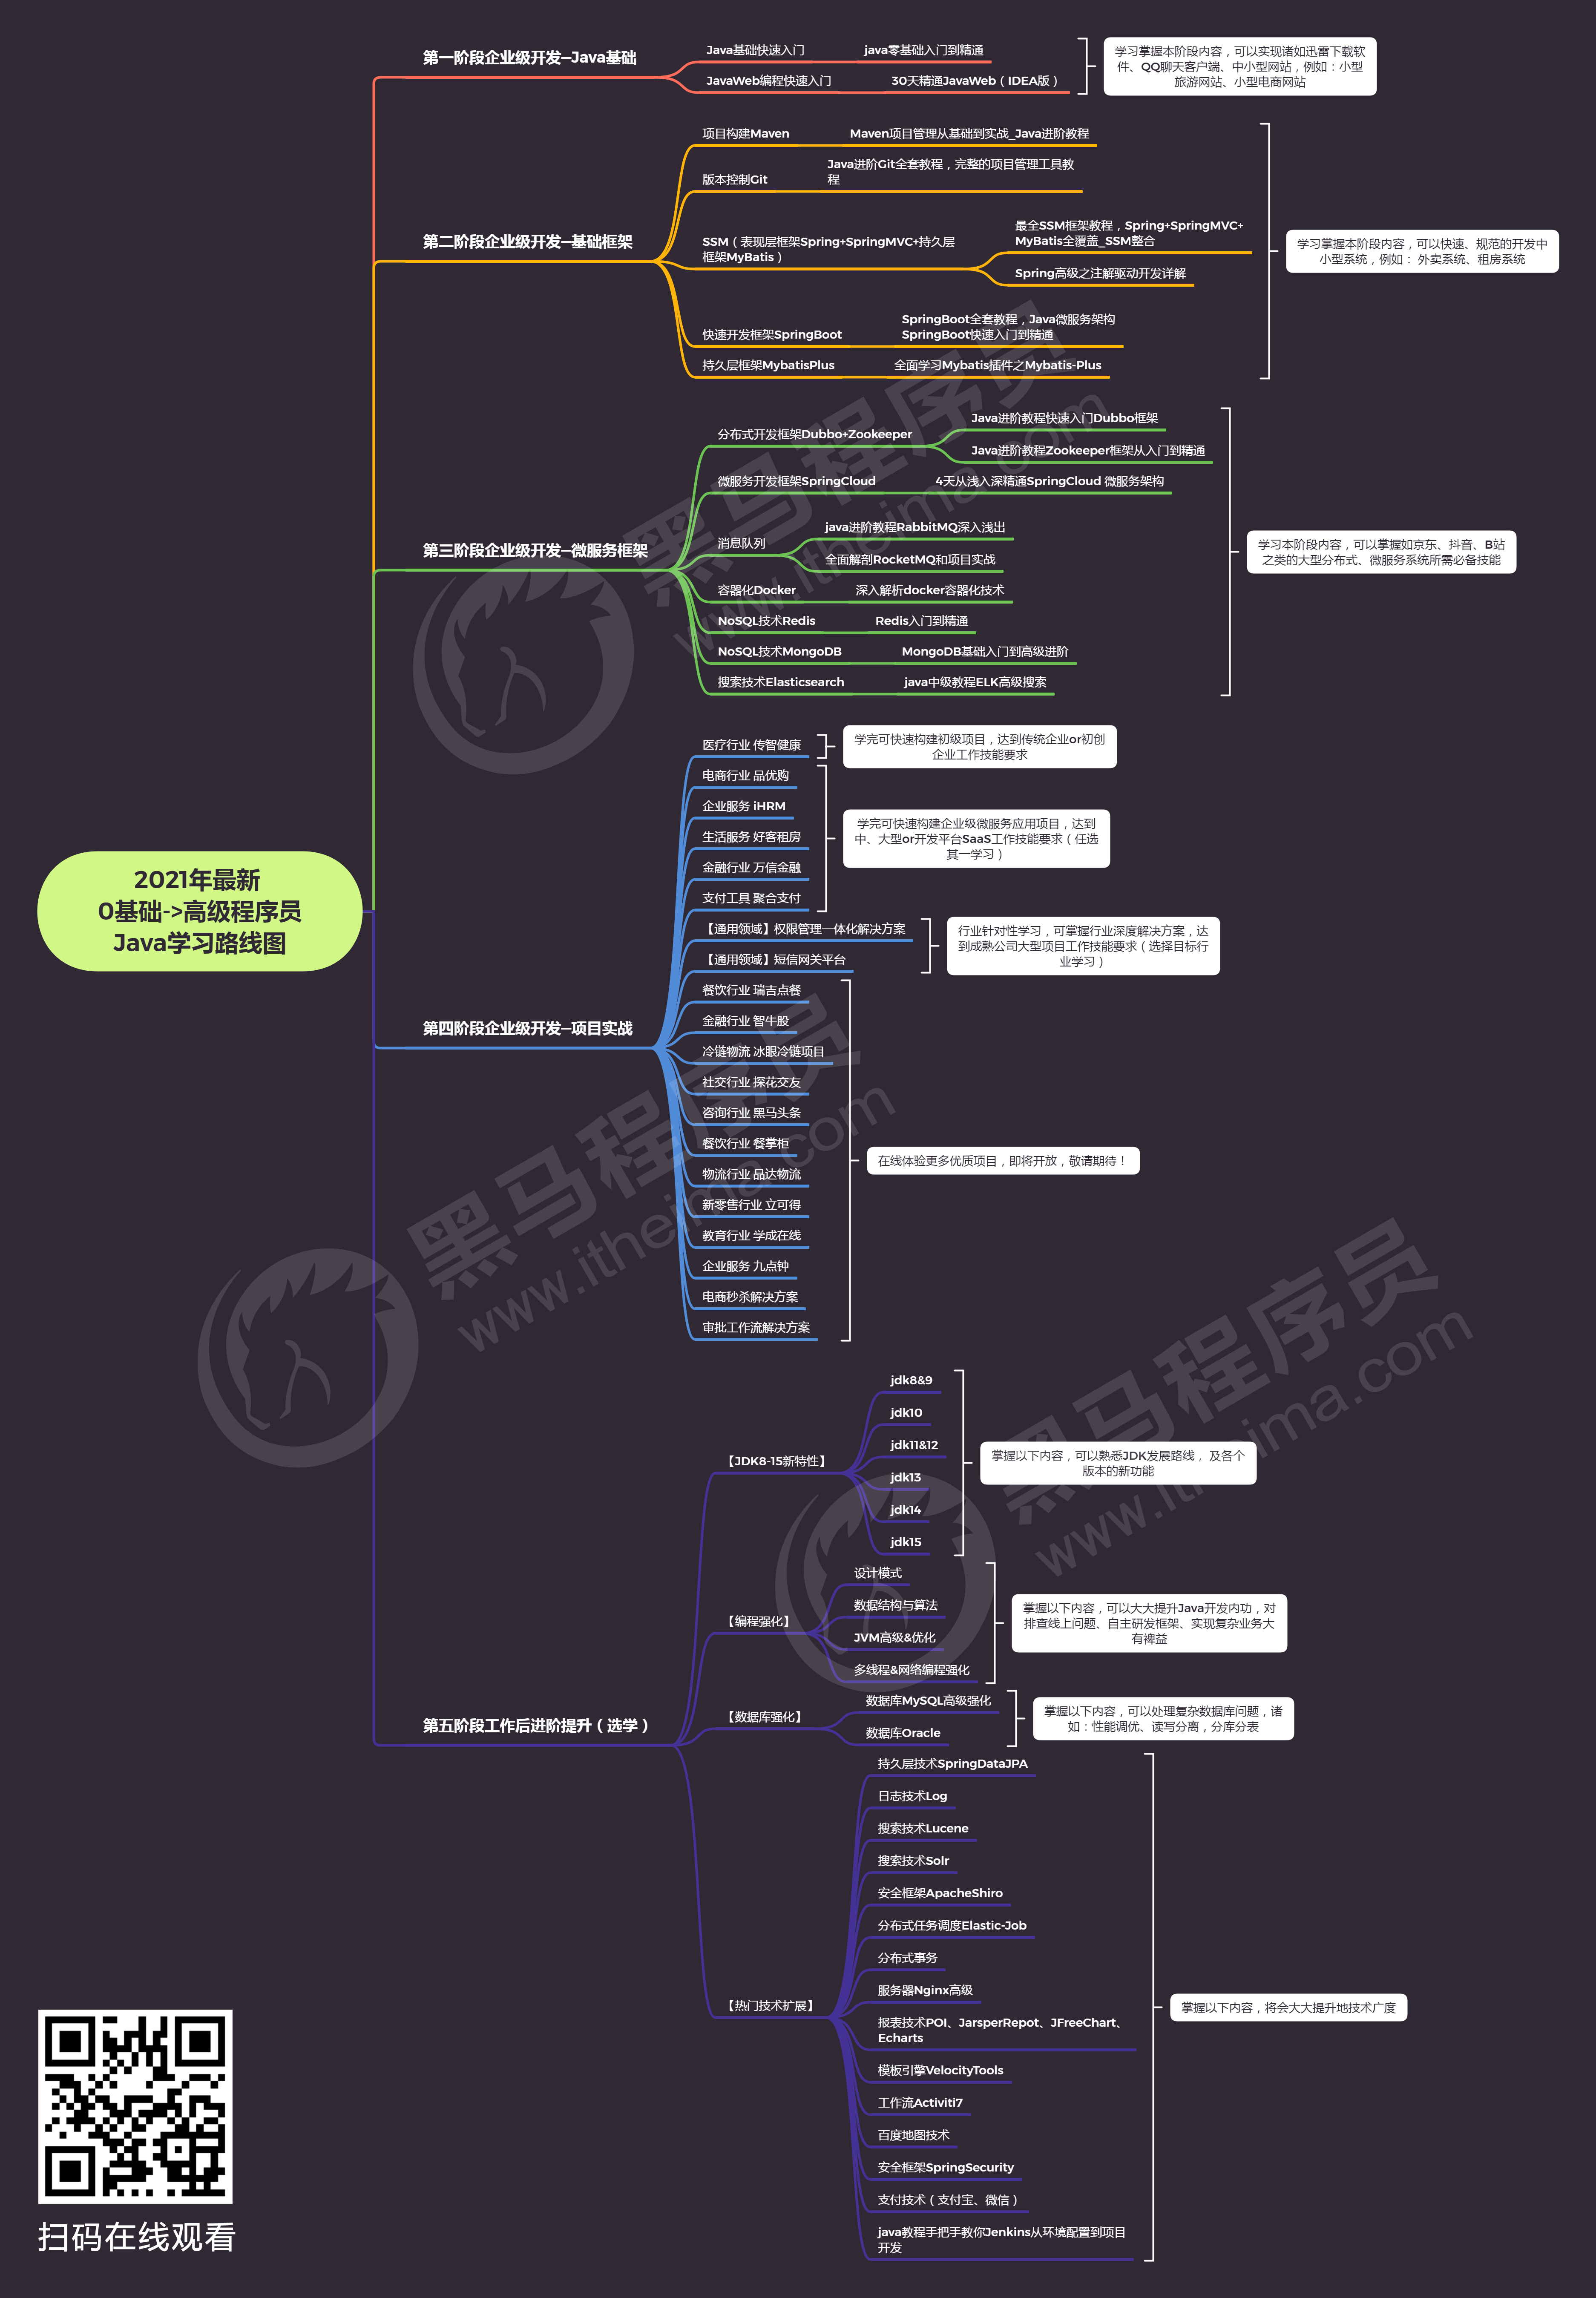 2021年最新
0基础->高级程序员
Java学习路线图
第一阶段企业级开发—Java基础
Java基础快速入门
java零基础入门到精通
JavaWeb编程快速入门
30天精通JavaWeb（IDEA版）
学习掌握本阶段内容，可以实现诸如迅雷下载软
件、QQ聊天客户端、中小型网站，例如：小型
旅游网站、小型电商网站
第二阶段企业级开发—基础框架
项目构建Maven
Maven项目管理从基础到实战_Java进阶教程
版本控制Git
Java进阶Git全套教程，完整的项目管理工具教
程
SSM（表现层框架Spring+SpringMVC+持久层
框架MyBatis）
最全SSM框架教程，Spring+SpringMVC+
MyBatis全覆盖_SSM整合
Spring高级之注解驱动开发详解
快速开发框架SpringBoot
SpringBoot全套教程，Java微服务架构
SpringBoot快速入门到精通
持久层框架MybatisPlus
全面学习Mybatis插件之Mybatis-Plus
学习掌握本阶段内容，可以快速、规范的开发中
小型系统，例如： 外卖系统、租房系统
第三阶段企业级开发—微服务框架
分布式开发框架Dubbo+Zookeeper
Java进阶教程快速入门Dubbo框架
Java进阶教程Zookeeper框架从入门到精通
微服务开发框架SpringCloud
4天从浅入深精通SpringCloud 微服务架构
消息队列
java进阶教程RabbitMQ深入浅出
全面解剖RocketMQ和项目实战
容器化Docker
深入解析docker容器化技术
NoSQL技术Redis
Redis入门到精通
NoSQL技术MongoDB
MongoDB基础入门到高级进阶
搜索技术Elasticsearch
java中级教程ELK高级搜索
学习本阶段内容，可以掌握如京东、抖音、B站
之类的大型分布式、微服务系统所需必备技能
第四阶段企业级开发—项目实战
医疗行业 传智健康
学完可快速构建初级项目，达到传统企业or初创
企业工作技能要求
电商行业 品优购
企业服务 iHRM
生活服务 好客租房
金融行业 万信金融
支付工具 聚合支付
学完可快速构建企业级微服务应用项目，达到
中、大型or开发平台SaaS工作技能要求（任选
其一学习）
【通用领域】权限管理一体化解决方案
【通用领域】短信网关平台
行业针对性学习，可掌握行业深度解决方案，达
到成熟公司大型项目工作技能要求（选择目标行
业学习）
餐饮行业 瑞吉点餐
金融行业 智牛股
冷链物流 冰眼冷链项目
社交行业 探花交友
咨询行业 黑马头条
餐饮行业 餐掌柜
物流行业 品达物流
新零售行业 立可得
教育行业 学成在线
企业服务 九点钟
电商秒杀解决方案
审批工作流解决方案
在线体验更多优质项目，即将开放，敬请期待！
第五阶段工作后进阶提升（选学）
【JDK8-15新特性】
jdk8&9
jdk10
jdk11&12
jdk13
jdk14
jdk15
掌握以下内容，可以熟悉JDK发展路线， 及各个
版本的新功能
【编程强化】
设计模式
数据结构与算法
JVM高级&优化
多线程&网络编程强化
掌握以下内容，可以大大提升Java开发内功，对
排查线上问题、自主研发框架、实现复杂业务大
有裨益
【数据库强化】
数据库MySQL高级强化
数据库Oracle
掌握以下内容，可以处理复杂数据库问题，诸
如：性能调优、读写分离，分库分表
【热门技术扩展】
持久层技术SpringDataJPA
日志技术Log
搜索技术Lucene
搜索技术Solr
安全框架ApacheShiro
分布式任务调度Elastic-Job
分布式事务
服务器Nginx高级
报表技术POI、JarsperRepot、JFreeChart、
Echarts
模板引擎VelocityTools
工作流Activiti7
百度地图技术
安全框架SpringSecurity
支付技术（支付宝、微信）
java教程手把手教你Jenkins从环境配置到项目
开发
掌握以下内容，将会大大提升地技术广度
扫码在线观看
黑马程序员
www.itheima.com
黑马程序员
www.itheima.com
黑马程序员
www.itheima.com